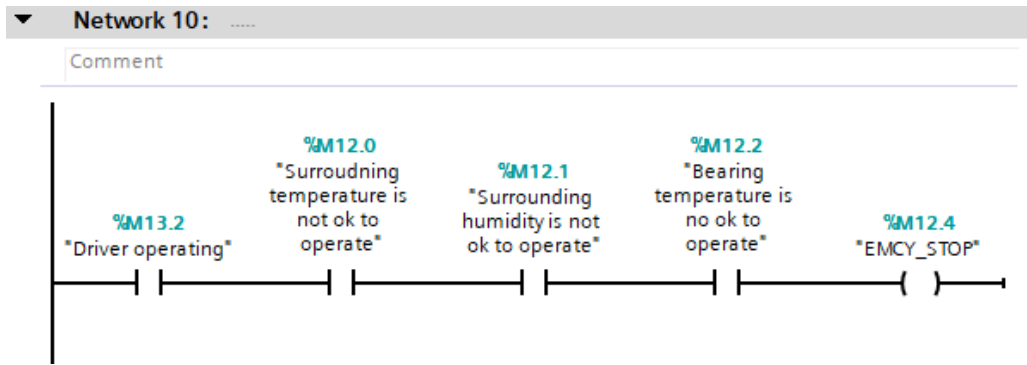 Network 10: .....
Comment
%M13.2
"Driver operating"
%M12.0
"Surroudning
temperature is
not ok to
operate"
%M12.1
"Surrounding
humidity is not
ok to operate"
%M12.2
"Bearing
temperature is
no ok to
operate"
%M12.4
"EMCY_STOP"